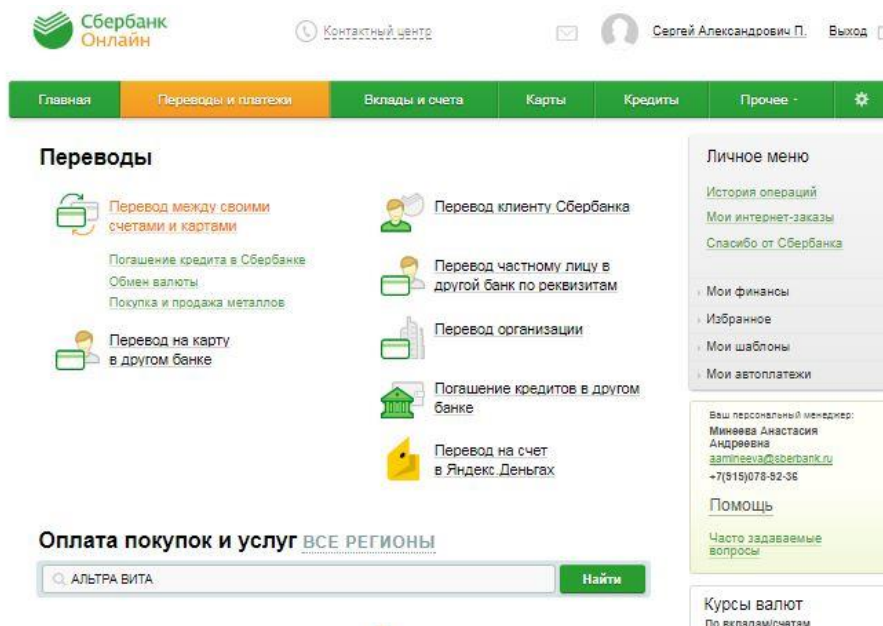 Сбербанк
Онлайн
Контактный центр
Сергей Александрович П.
Выход
Главная
Переводы и платежи
Вклады и счета
Карты
Кредиты
Прочее
Переводы
Перевод между своими
счетами и картами
Погашение кредита в Сбербанке
Обмен валюты
Покупка и продажа металлов
Перевод на карту
в другом банке
Перевод клиенту Сбербанка
Перевод частному лицу в
другой банк по реквизитам
Перевод организации
Погашение кредитов в другом
банке
Перевод на счет
в Яндекс.Деньгах
Оплата покупок и услуг ВСЕ РЕГИОНЫ
АЛЬТРА ВИТА
Найти
Личное меню
История операций
Мои интернет-заказы
Спасибо от Сбербанка
Мои финансы
Избранное
Мои шаблоны
Мои автоплатежи
Ваш персональный менеджер:
Минеева Анастасия
Андреевна
aamineeva@sberbank.ru
+7(915)078-92-36
Помощь
Часто задаваемые
вопросы
Курсы валют
По вкладам/счетам